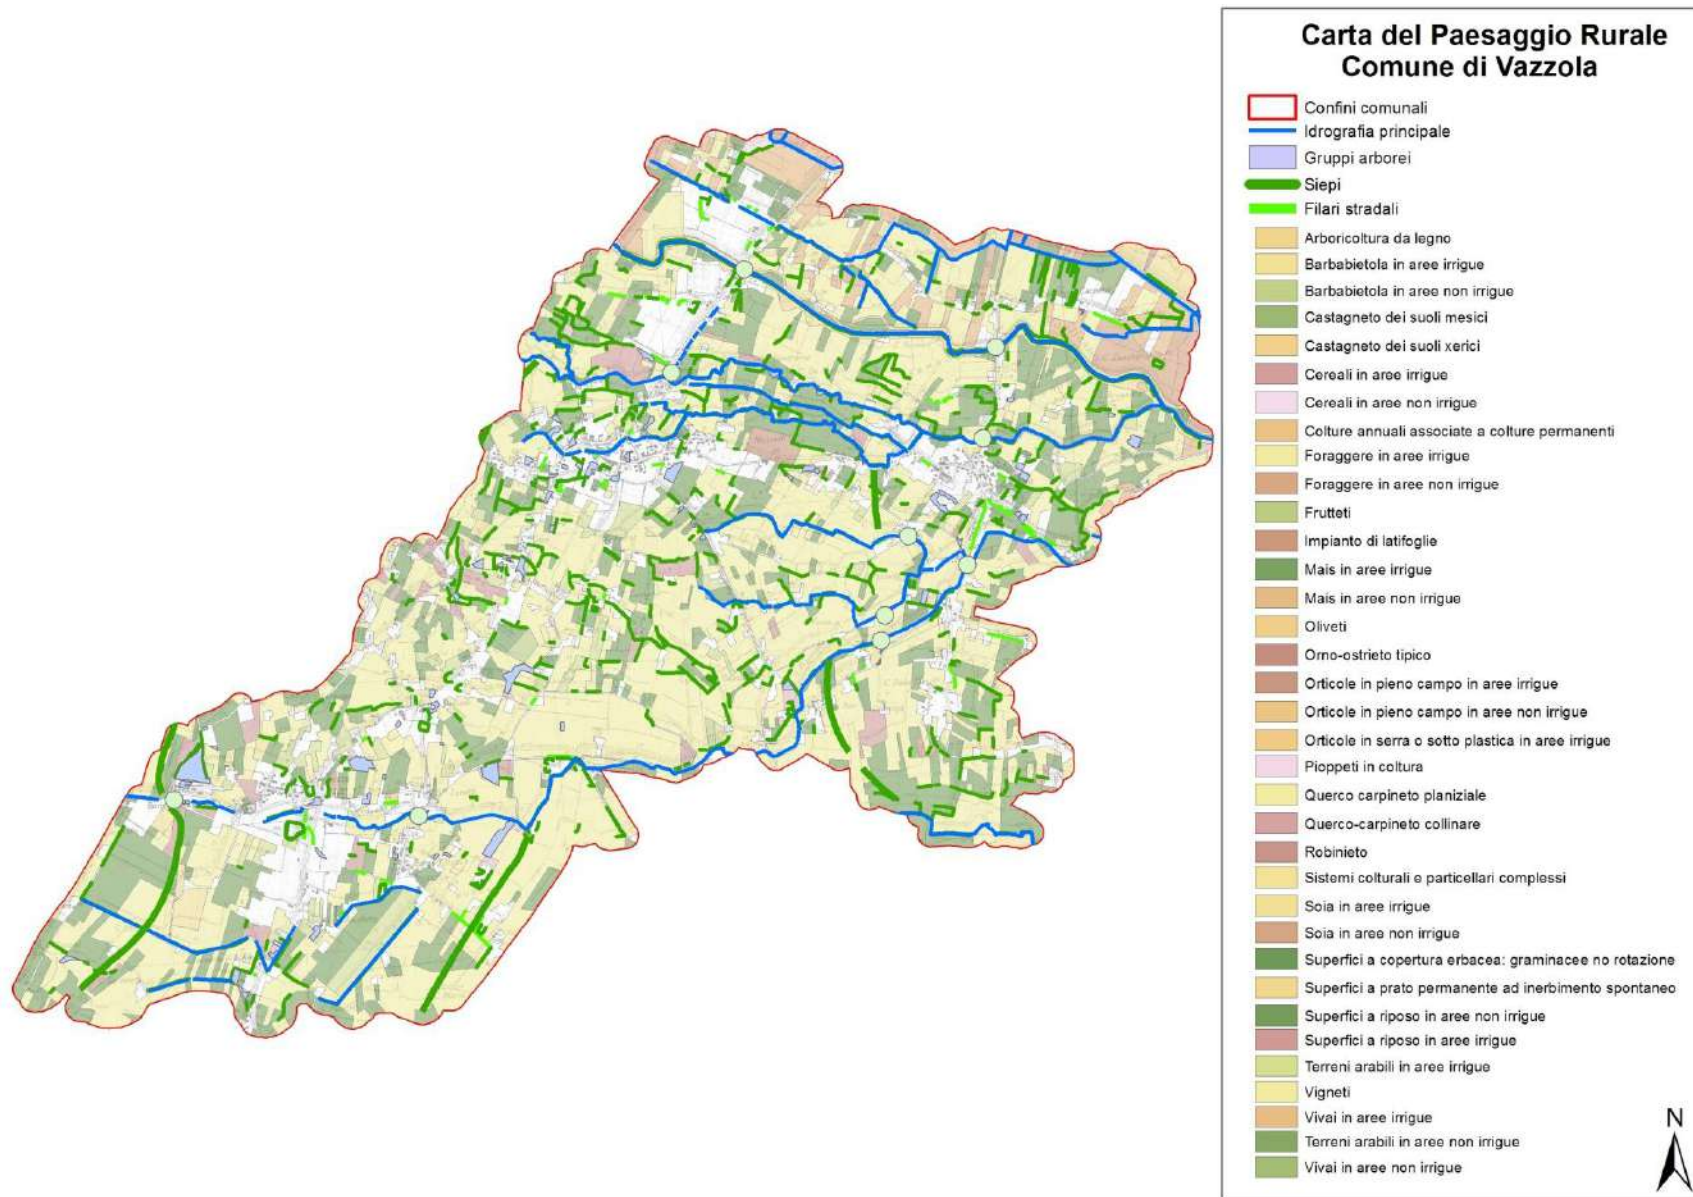 Carta del Paesaggio Rurale
Comune di Vazzola
Confini comunali
Idrografia principale
Gruppi arborei
Siepi
Filari stradali
Arboricoltura da legno
Barbabietola in aree irrigue
Barbabietola in aree non irrigue
Castagneto dei suoli mesici
Castagneto dei suoli xerici
Cereali in aree irrigue
Cereali in aree non irrigue
Colture annuali associate a colture permanenti
Foraggere in aree irrigue
Foraggere in aree non irrigue
Frutteti
Impianto di latifoglie
Mais in aree irrigue
Mais in aree non irrigue
Oliveti
Orno-ostrieto tipico
Orticole in pieno campo in aree irrigue
Orticole in pieno campo in aree non irrigue
Orticole in serra o sotto plastica in aree irrigue
Pioppeti in coltura
Querco carpineto planiziale
Querco-carpineto collinare
Robinieto
Sistemi colturali e particellari complessi
Soia in aree irrigue
Soia in aree non irrigue
Superfici a copertura erbacea: graminacee no rotazione
Superfici a prato permanente ad inerbimento spontaneo
Superfici a riposo in aree non irrigue
Superfici a riposo in aree irrigue
Terreni arabili in aree irrigue
Vigneti
Vivai in aree irrigue
Terreni arabili in aree non irrigue
Vivai in aree non irrigue
N